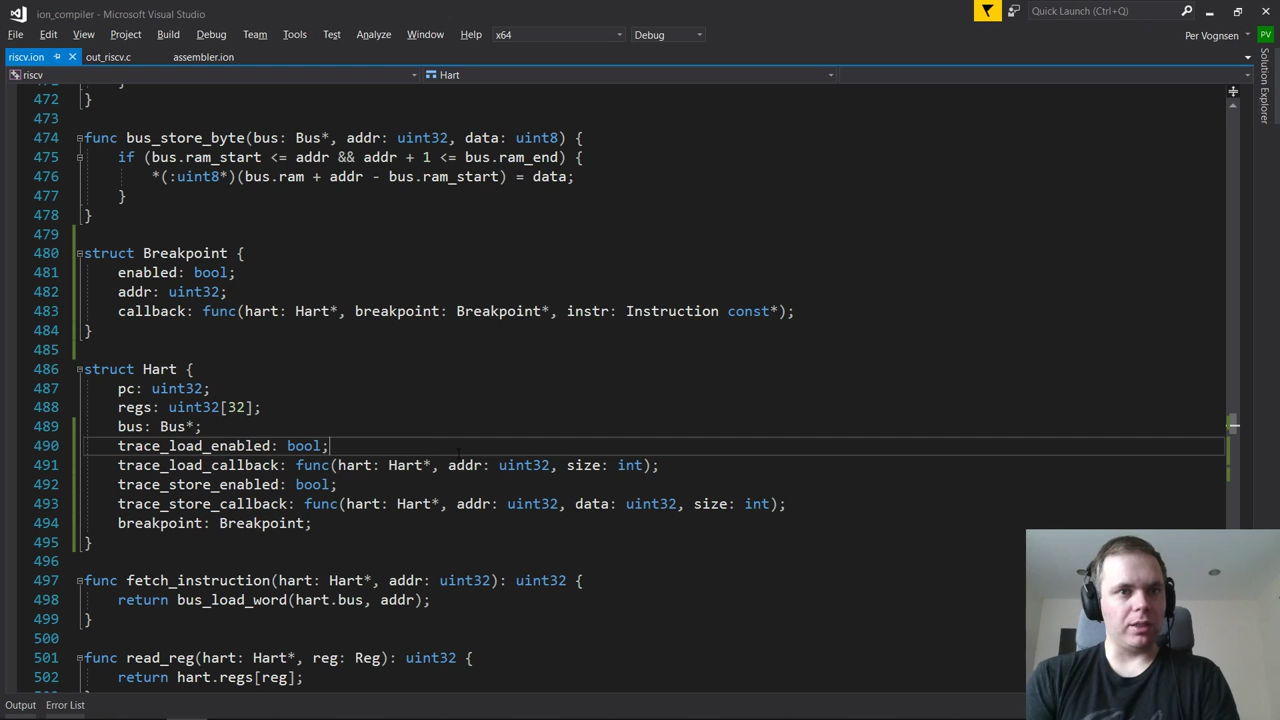 ion_compiler - Microsoft Visual Studio
Quick Launch (Ctrl+Q)
File Edit View Project Build Debug Team Tools Test Analyze Window Help x64 Debug Per Vognsen PV
riscv.ion out_riscv.c assembler.ion
riscv Hart
Solution Explorer
472 }
473
474 func bus_store_byte(bus: Bus*, addr: uint32, data: uint8) {
475 if (bus.ram_start <= addr && addr + 1 <= bus.ram_end) {
476 *(:uint8*)(bus.ram + addr - bus.ram_start) = data;
477 }
478 }
479
480 struct Breakpoint {
481 enabled: bool;
482 addr: uint32;
483 callback: func(hart: Hart*, breakpoint: Breakpoint*, instr: Instruction const*);
484 }
485
486 struct Hart {
487 pc: uint32;
488 regs: uint32[32];
489 bus: Bus*;
490 trace_load_enabled: bool;
491 trace_load_callback: func(hart: Hart*, addr: uint32, size: int);
492 trace_store_enabled: bool;
493 trace_store_callback: func(hart: Hart*, addr: uint32, data: uint32, size: int);
494 breakpoint: Breakpoint;
495 }
496
497 func fetch_instruction(hart: Hart*, addr: uint32): uint32 {
498 return bus_load_word(hart.bus, addr);
499 }
500
501 func read_reg(hart: Hart*, reg: Reg): uint32 {
502 return hart.regs[reg];
Output Error List